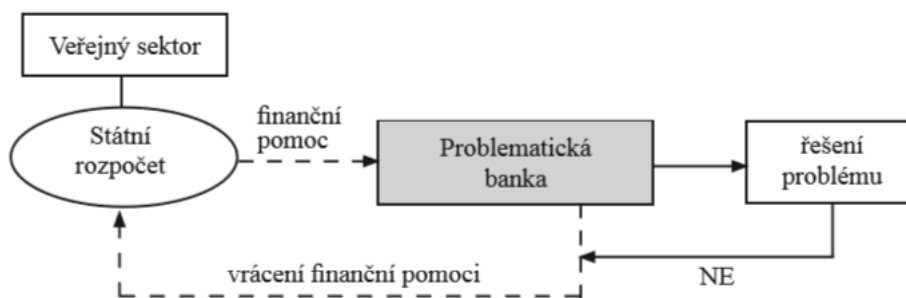 Veřejný sektor
Státní
rozpočet
finanční
pomoc
Problematická
banka
řešení
problému
NE
vrácení finanční pomoci